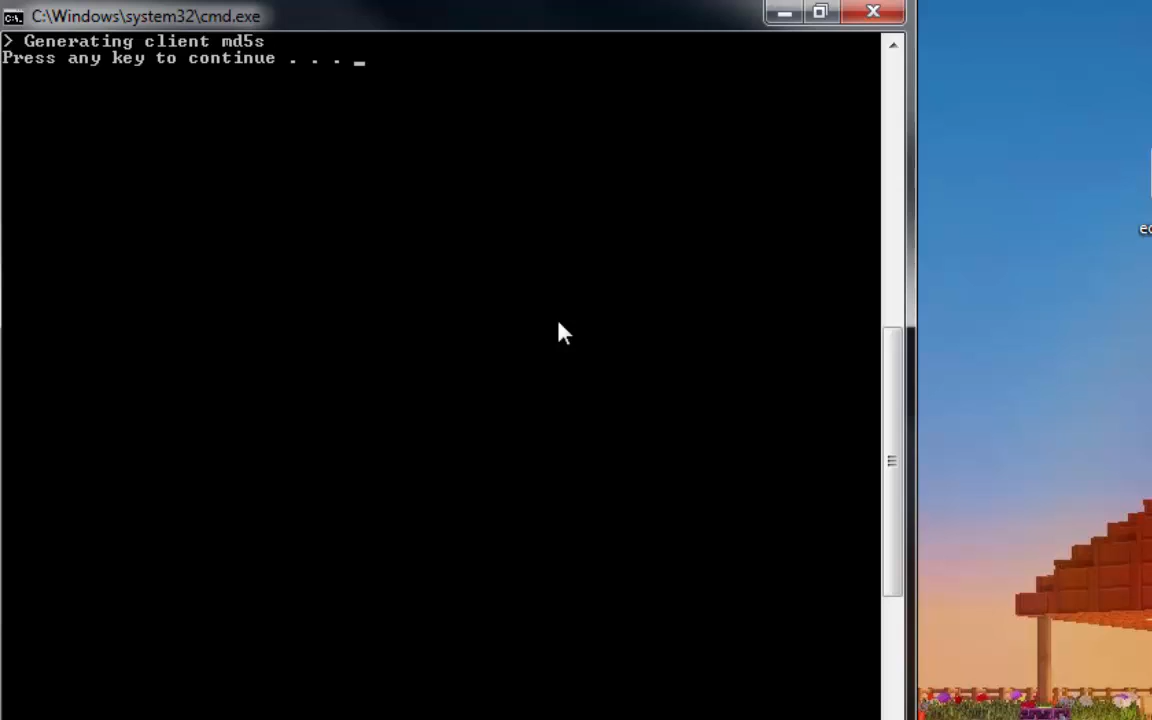 C:\Windows\system32\cmd.exe
> Generating client md5s
Press any key to continue . . . _